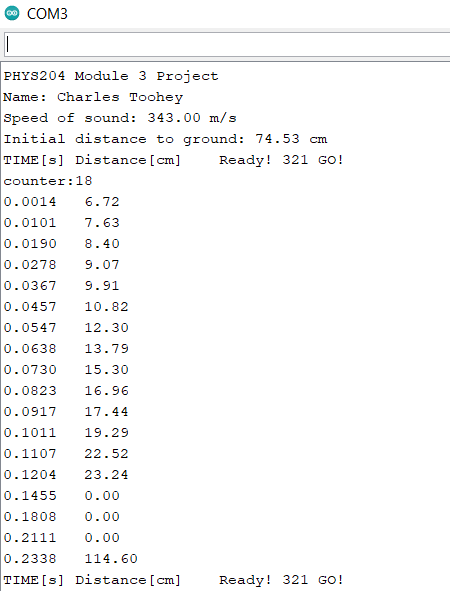 COM3
PHYS204 Module 3 Project
Name: Charles Toohey
Speed of sound: 343.00 m/s
Initial distance to ground: 74.53 cm
TIME[s] Distance[cm]    Ready! 321 GO!
counter:18
0.0014   6.72
0.0101   7.63
0.0190   8.40
0.0278   9.07
0.0367   9.91
0.0457   10.82
0.0547   12.30
0.0638   13.79
0.0730   15.30
0.0823   16.96
0.0917   17.44
0.1011   19.29
0.1107   22.52
0.1204   23.24
0.1455   0.00
0.1808   0.00
0.2111   0.00
0.2338   114.60
TIME[s] Distance[cm]    Ready! 321 GO!